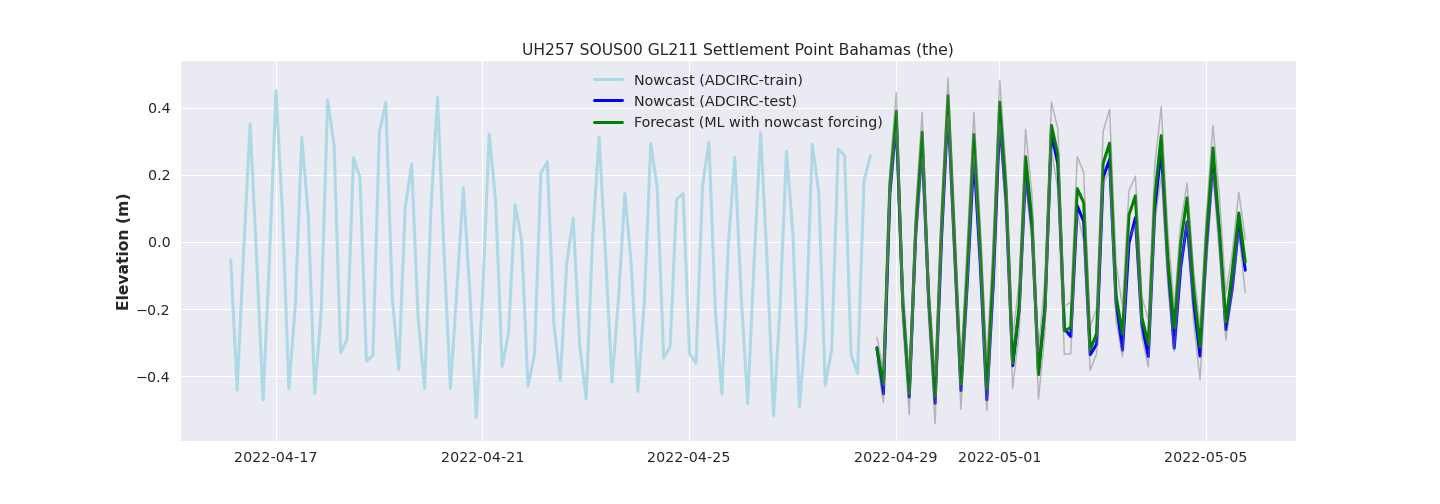 UH257 SOUS00 GL211 Settlement Point Bahamas (the)
Nowcast (ADCIRC-train)
Nowcast (ADCIRC-test)
Forecast (ML with nowcast forcing)
Elevation (m)
0.4
0.2
0.0
−0.2
−0.4
2022-04-17 2022-04-21 2022-04-25 2022-04-29 2022-05-01 2022-05-05